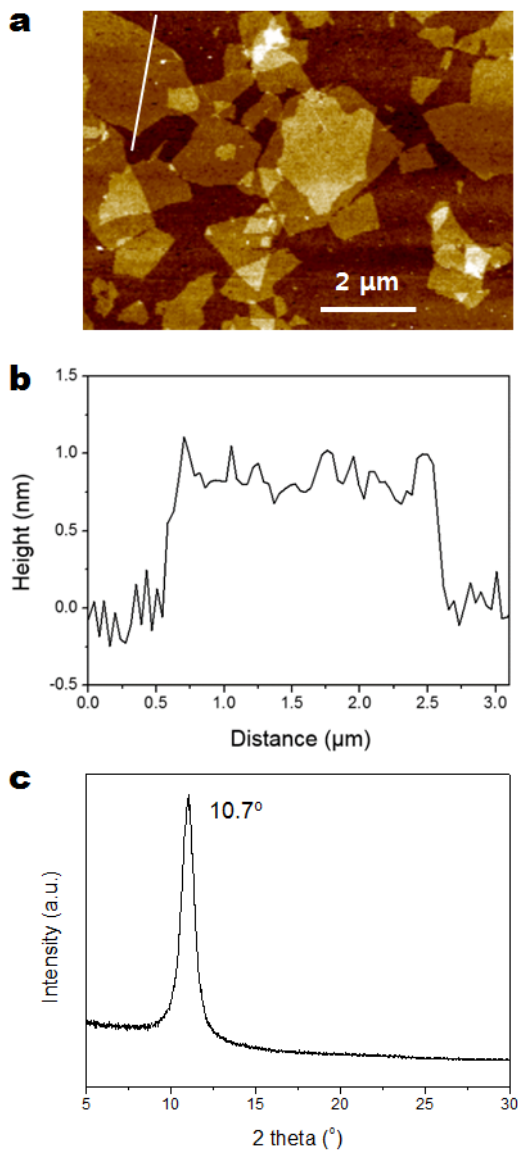 a
2 μm
b
1.5
1.0
0.5
0.0
-0.5
Height (nm)
0.0 0.5 1.0 1.5 2.0 2.5 3.0
Distance (μm)
c
10.7º
Intensity (a.u.)
5 10 15 20 25 30
2 theta (º)